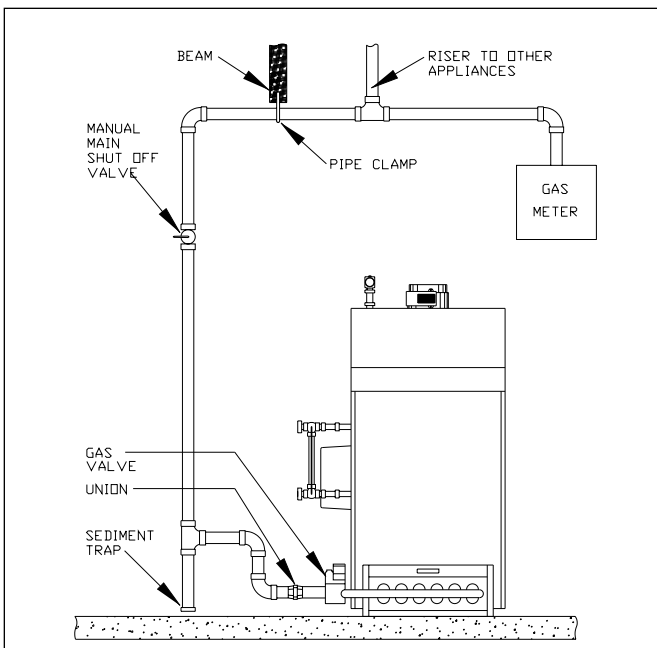 BEAM
RISER TO OTHER
APPLIANCES
MANUAL
MAIN
SHUT OFF
VALVE
PIPE CLAMP
GAS
METER
GAS
VALVE
UNION
SEDIMENT
TRAP